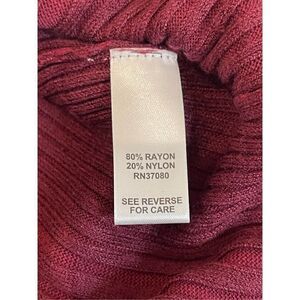 80% RAYON
20% NYLON
RN37080
SEE REVERSE
FOR CARE